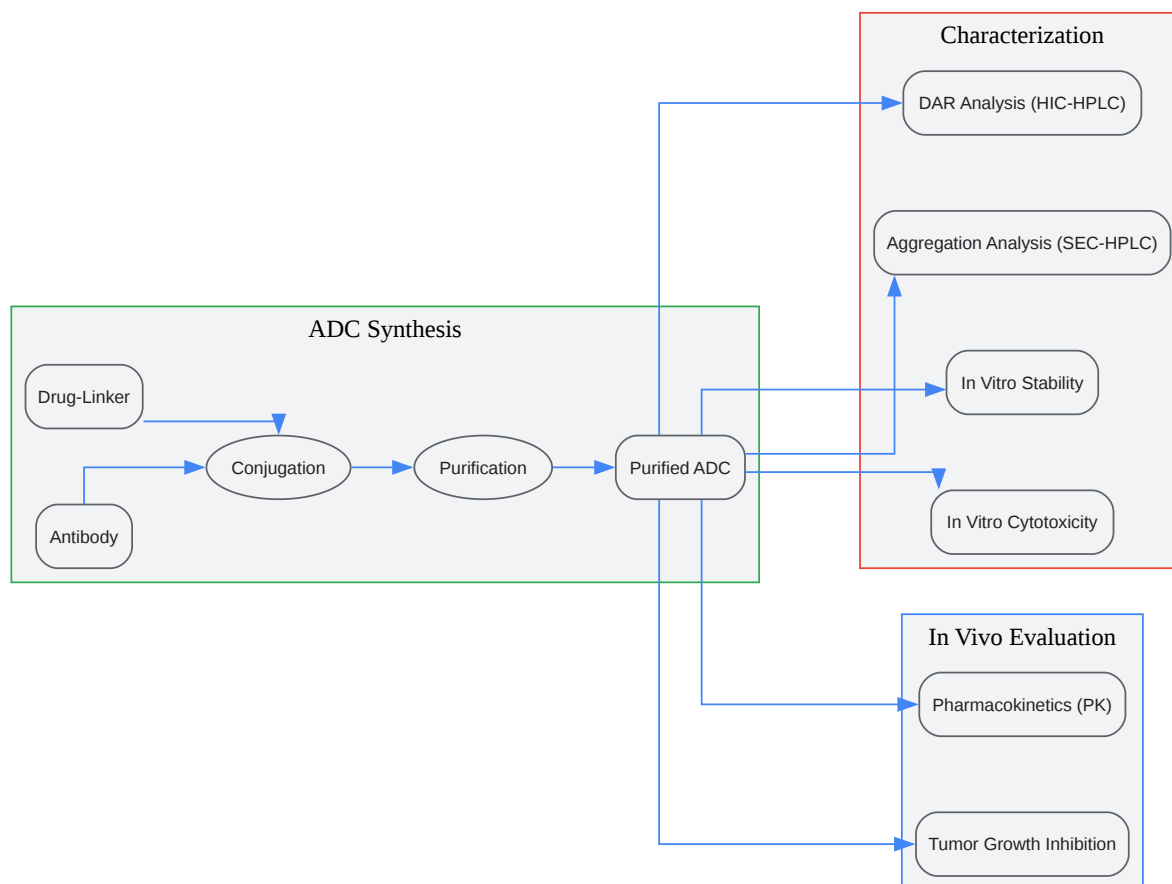 Characterization
DAR Analysis (HIC-HPLC)
Aggregation Analysis (SEC-HPLC)
ADC Synthesis
Drug-Linker
In Vitro Stability
Conjugation
Purification
Purified ADC
Antibody
In Vitro Cytotoxicity
In Vivo Evaluation
Pharmacokinetics (PK)
Tumor Growth Inhibition